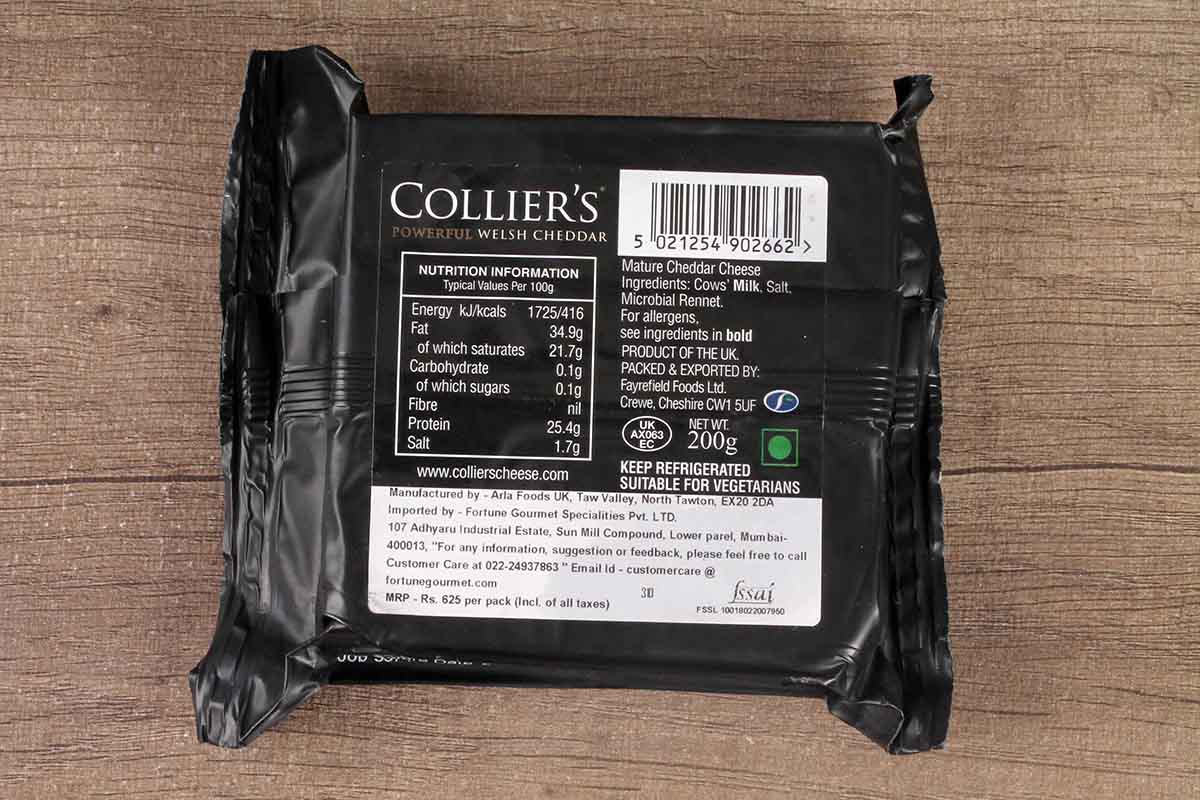 COLLIER'S
POWERFUL WELSH CHEDDAR
NUTRITION INFORMATION
Typical Values Per 100g
Energy kJ/kcals 1725/416
Fat 34.9g
of which saturates 21.7g
Carbohydrate 0.1g
of which sugars 0.1g
Fibre nil
Protein 25.4g
Salt 1.7g
www.collierscheese.com
5 021254 902662 >
Mature Cheddar Cheese
Ingredients: Cows' Milk, Salt,
Microbial Rennet.
For allergens,
see ingredients in bold
PRODUCT OF THE UK.
PACKED & EXPORTED BY:
Fayrefield Foods Ltd.
Crewe, Cheshire CW1 5UF
UK
AX063
EC
NET WT.
200g
KEEP REFRIGERATED
SUITABLE FOR VEGETARIANS
Manufactured by - Arla Foods UK, Taw Valley, North Tawton, EX20 2DA
Imported by - Fortune Gourmet Specialities Pvt. LTD.
107 Adhyaru Industrial Estate, Sun Mill Compound, Lower parel, Mumbai-
400013, "For any information, suggestion or feedback, please feel free to call
Customer Care at 022-24937863 " Email Id - customercare @
fortunegourmet.com
MRP - Rs. 625 per pack (Incl. of all taxes)
310
fssai
FSSL 10018022007950